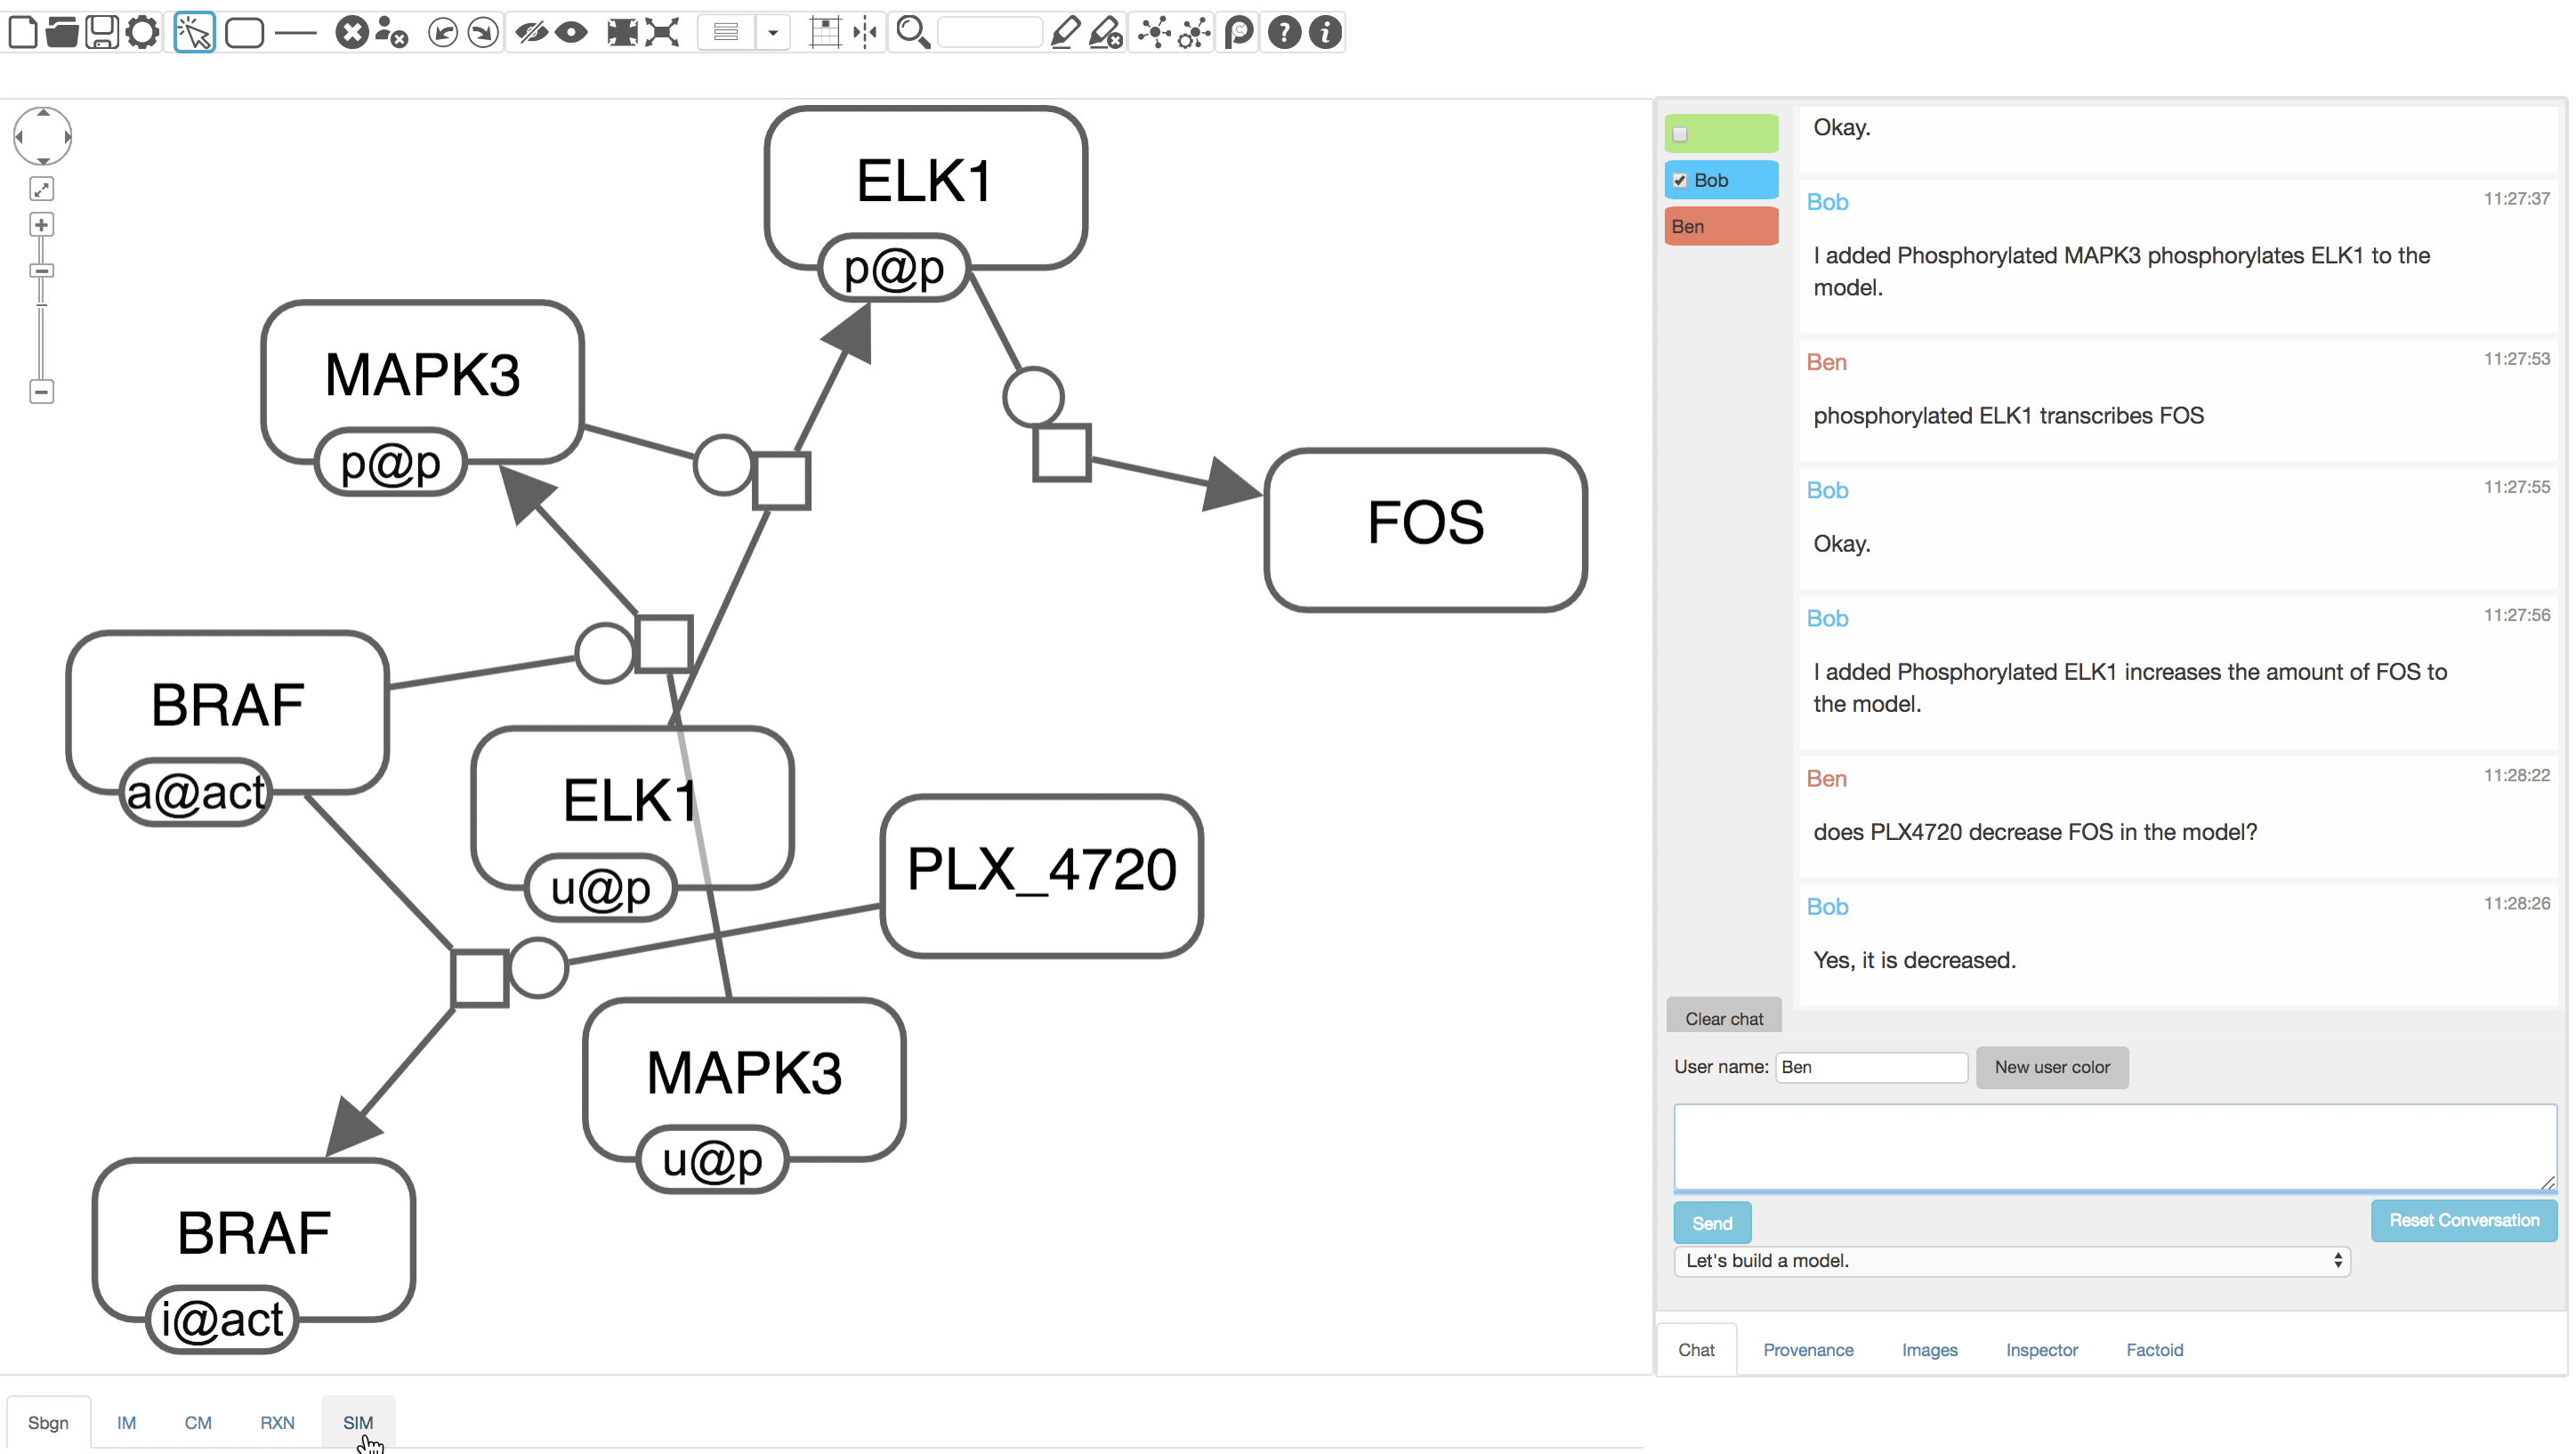 ELK1
p@p
MAPK3
p@p
FOS
BRAF
a@act
ELK1
u@p
PLX_4720
MAPK3
u@p
BRAF
i@act
Sbgn
IM
CM
RXN
SIM
Bob
Ben
Okay.
Bob 11:27:37
I added Phosphorylated MAPK3 phosphorylates ELK1 to the
model.
Ben 11:27:53
phosphorylated ELK1 transcribes FOS
Bob 11:27:55
Okay.
Bob 11:27:56
I added Phosphorylated ELK1 increases the amount of FOS to
the model.
Ben 11:28:22
does PLX4720 decrease FOS in the model?
Bob 11:28:26
Yes, it is decreased.
Clear chat
User name: Ben New user color
Send Reset Conversation
Let's build a model.
Chat Provenance Images Inspector Factoid